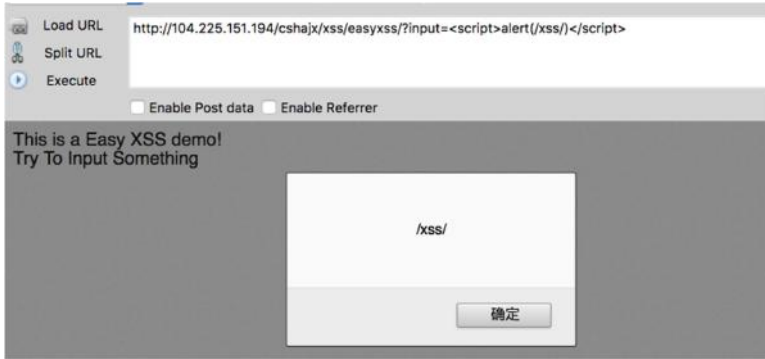 Load URL
http://104.225.151.194/cshajx/xss/easyxss/?input=<script>alert(/xss/)</script>
Split URL
Execute
Enable Post data Enable Referrer
This is a Easy XSS demo!
Try To Input Something
/xss/
确定